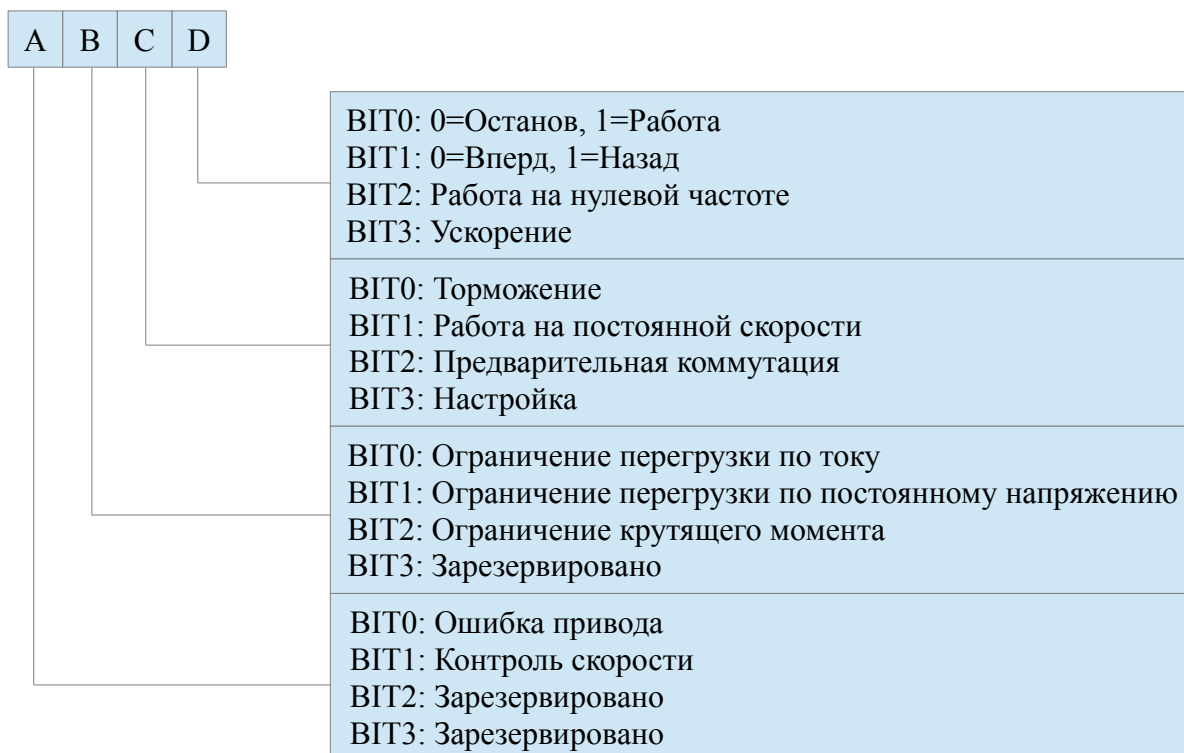 A B C D
BIT0: 0=Останов, 1=Работа
BIT1: 0=Вперд, 1=Назад
BIT2: Работа на нулевой частоте
BIT3: Ускорение
BIT0: Торможение
BIT1: Работа на постоянной скорости
BIT2: Предварительная коммутация
BIT3: Настройка
BIT0: Ограничение перегрузки по току
BIT1: Ограничение перегрузки по постоянному напряжению
BIT2: Ограничение крутящего момента
BIT3: Зарезервировано
BIT0: Ошибка привода
BIT1: Контроль скорости
BIT2: Зарезервировано
BIT3: Зарезервировано